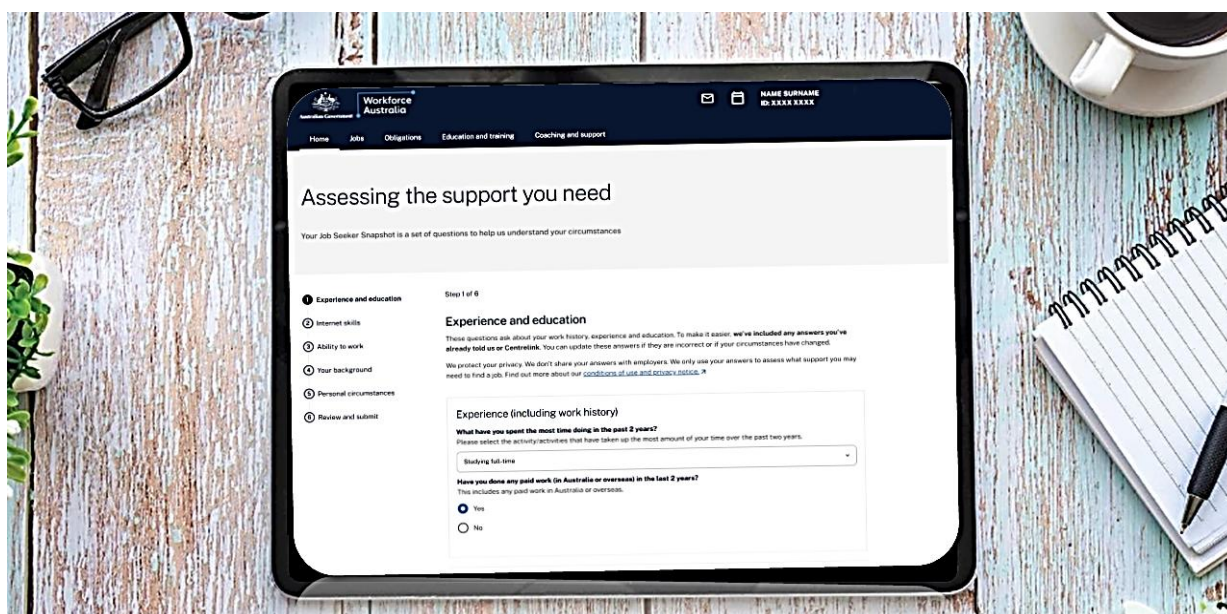 Australian Government
Workforce
Australia
NAME SURNAME
ID: XXXX XXXX
Home Jobs Obligations Education and training Coaching and support
Assessing the support you need
Your Job Seeker Snapshot is a set of questions to help us understand your circumstances
1 Experience and education
2 Internet skills
3 Ability to work
4 Your background
5 Personal circumstances
6 Review and submit
Step 1 of 6
Experience and education
These questions ask about your work history, experience and education. To make it easier, we've included any answers you've
already told us or Centrelink. You can update these answers if they are incorrect or if your circumstances have changed.
We protect your privacy. We don't share your answers with employers. We only use your answers to assess what support you may
need to find a job. Find out more about our conditions of use and privacy notice.
Experience (including work history)
What have you spent the most time doing in the past 2 years?
Please select the activity/activities that have taken up the most amount of your time over the past two years.
Studying full-time
Have you done any paid work (in Australia or overseas) in the last 2 years?
This includes any paid work in Australia or overseas.
Yes
No